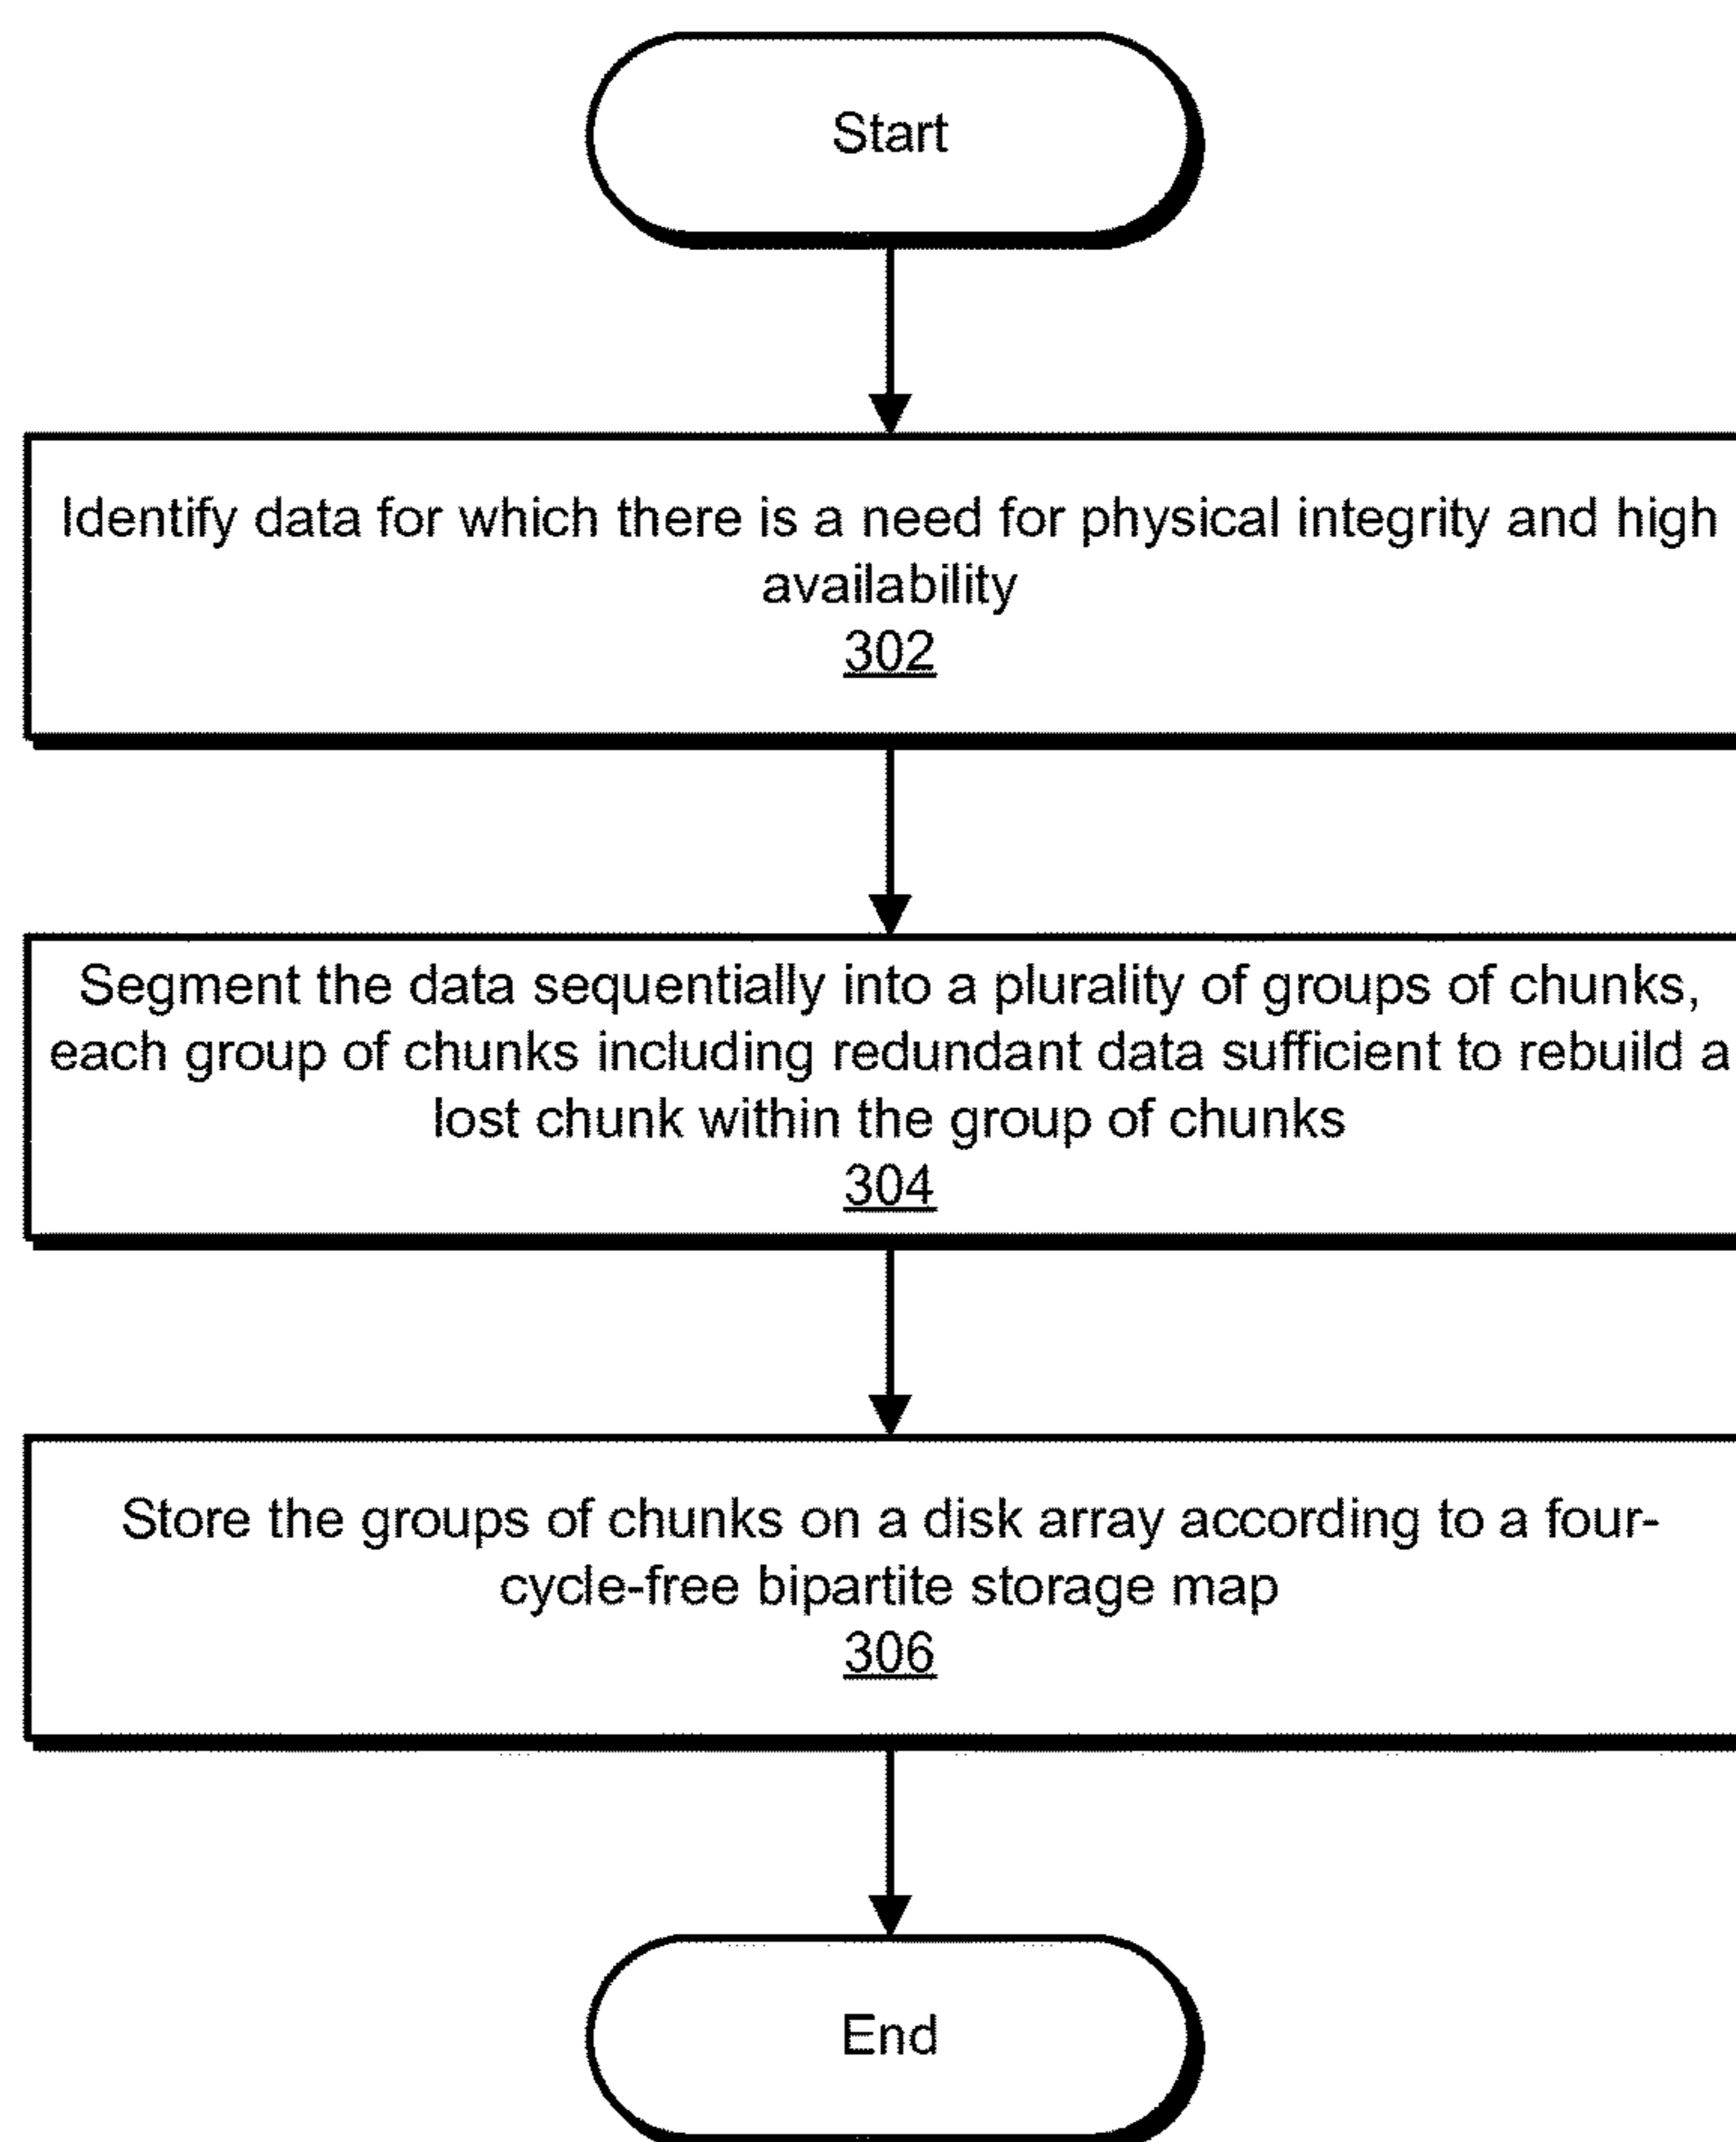 Start
Identify data for which there is a need for physical integrity and high
availability
302
Segment the data sequentially into a plurality of groups of chunks,
each group of chunks including redundant data sufficient to rebuild a
lost chunk within the group of chunks
304
Store the groups of chunks on a disk array according to a four-
cycle-free bipartite storage map
306
End